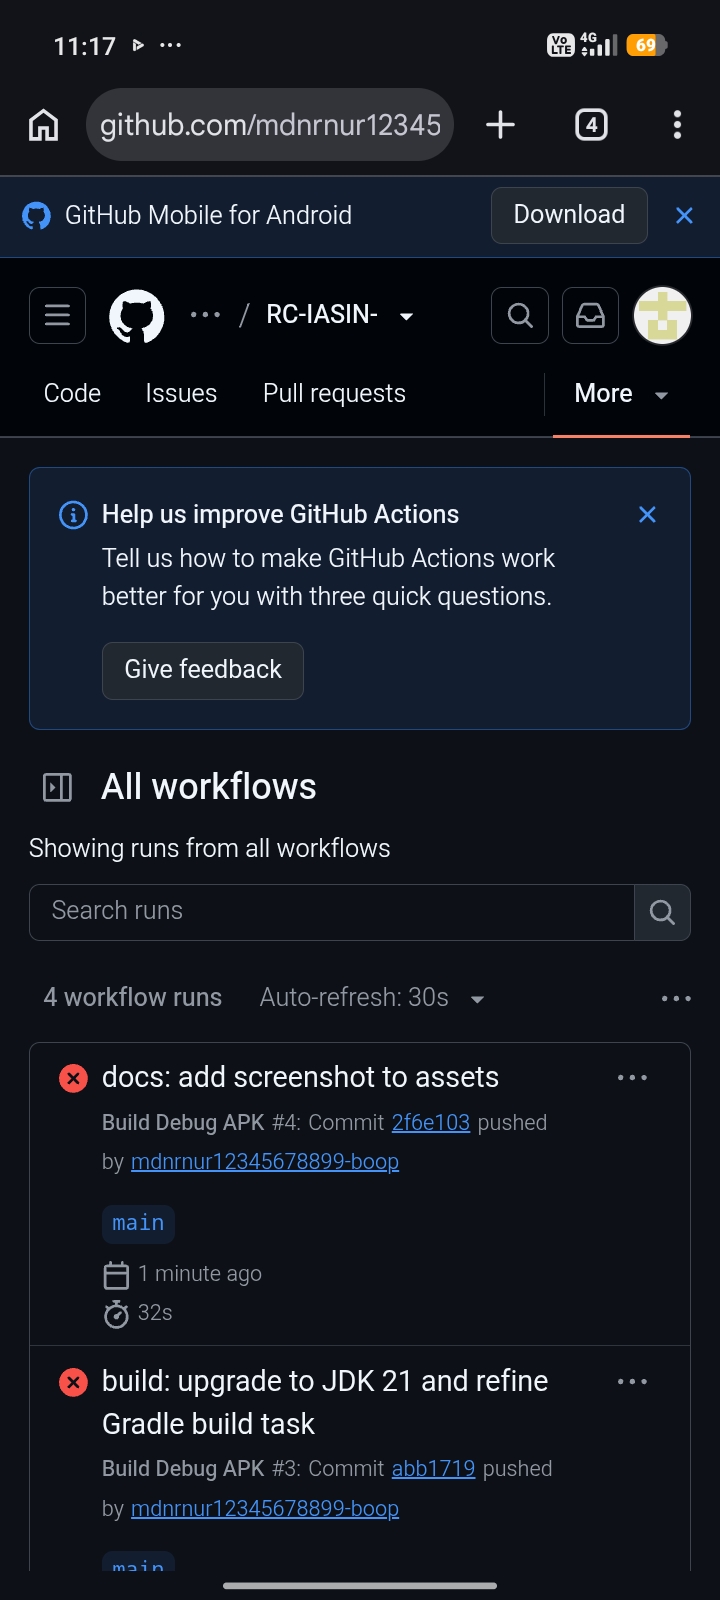 11:17
Vo LTE 4G 69
github.com/mdnrnur12345
4
GitHub Mobile for Android Download
... / RC-IASIN-
Code Issues Pull requests More
Help us improve GitHub Actions
Tell us how to make GitHub Actions work
better for you with three quick questions.
Give feedback
All workflows
Showing runs from all workflows
Search runs
4 workflow runs Auto-refresh: 30s
docs: add screenshot to assets
Build Debug APK #4: Commit 2f6e103 pushed
by mdnrnur12345678899-boop
main
1 minute ago
32s
build: upgrade to JDK 21 and refine
Gradle build task
Build Debug APK #3: Commit abb1719 pushed
by mdnrnur12345678899-boop
main